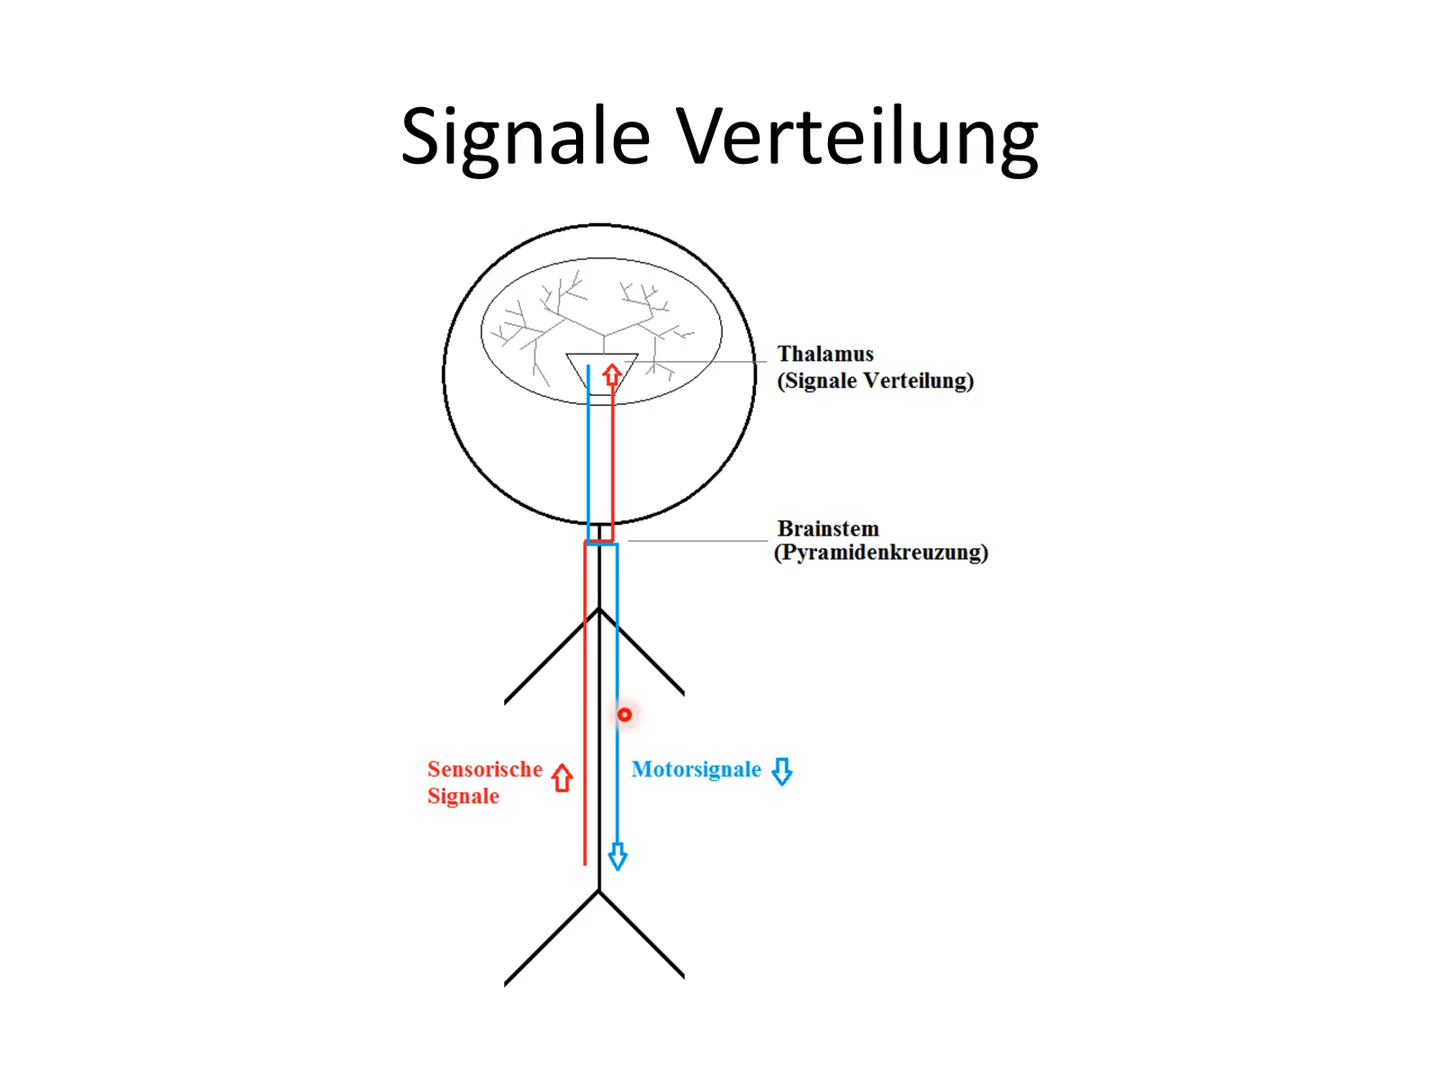 Signale Verteilung
Thalamus
(Signale Verteilung)
Brainstem
(Pyramidenkreuzung)
Sensorische
Signale
Motorsignale